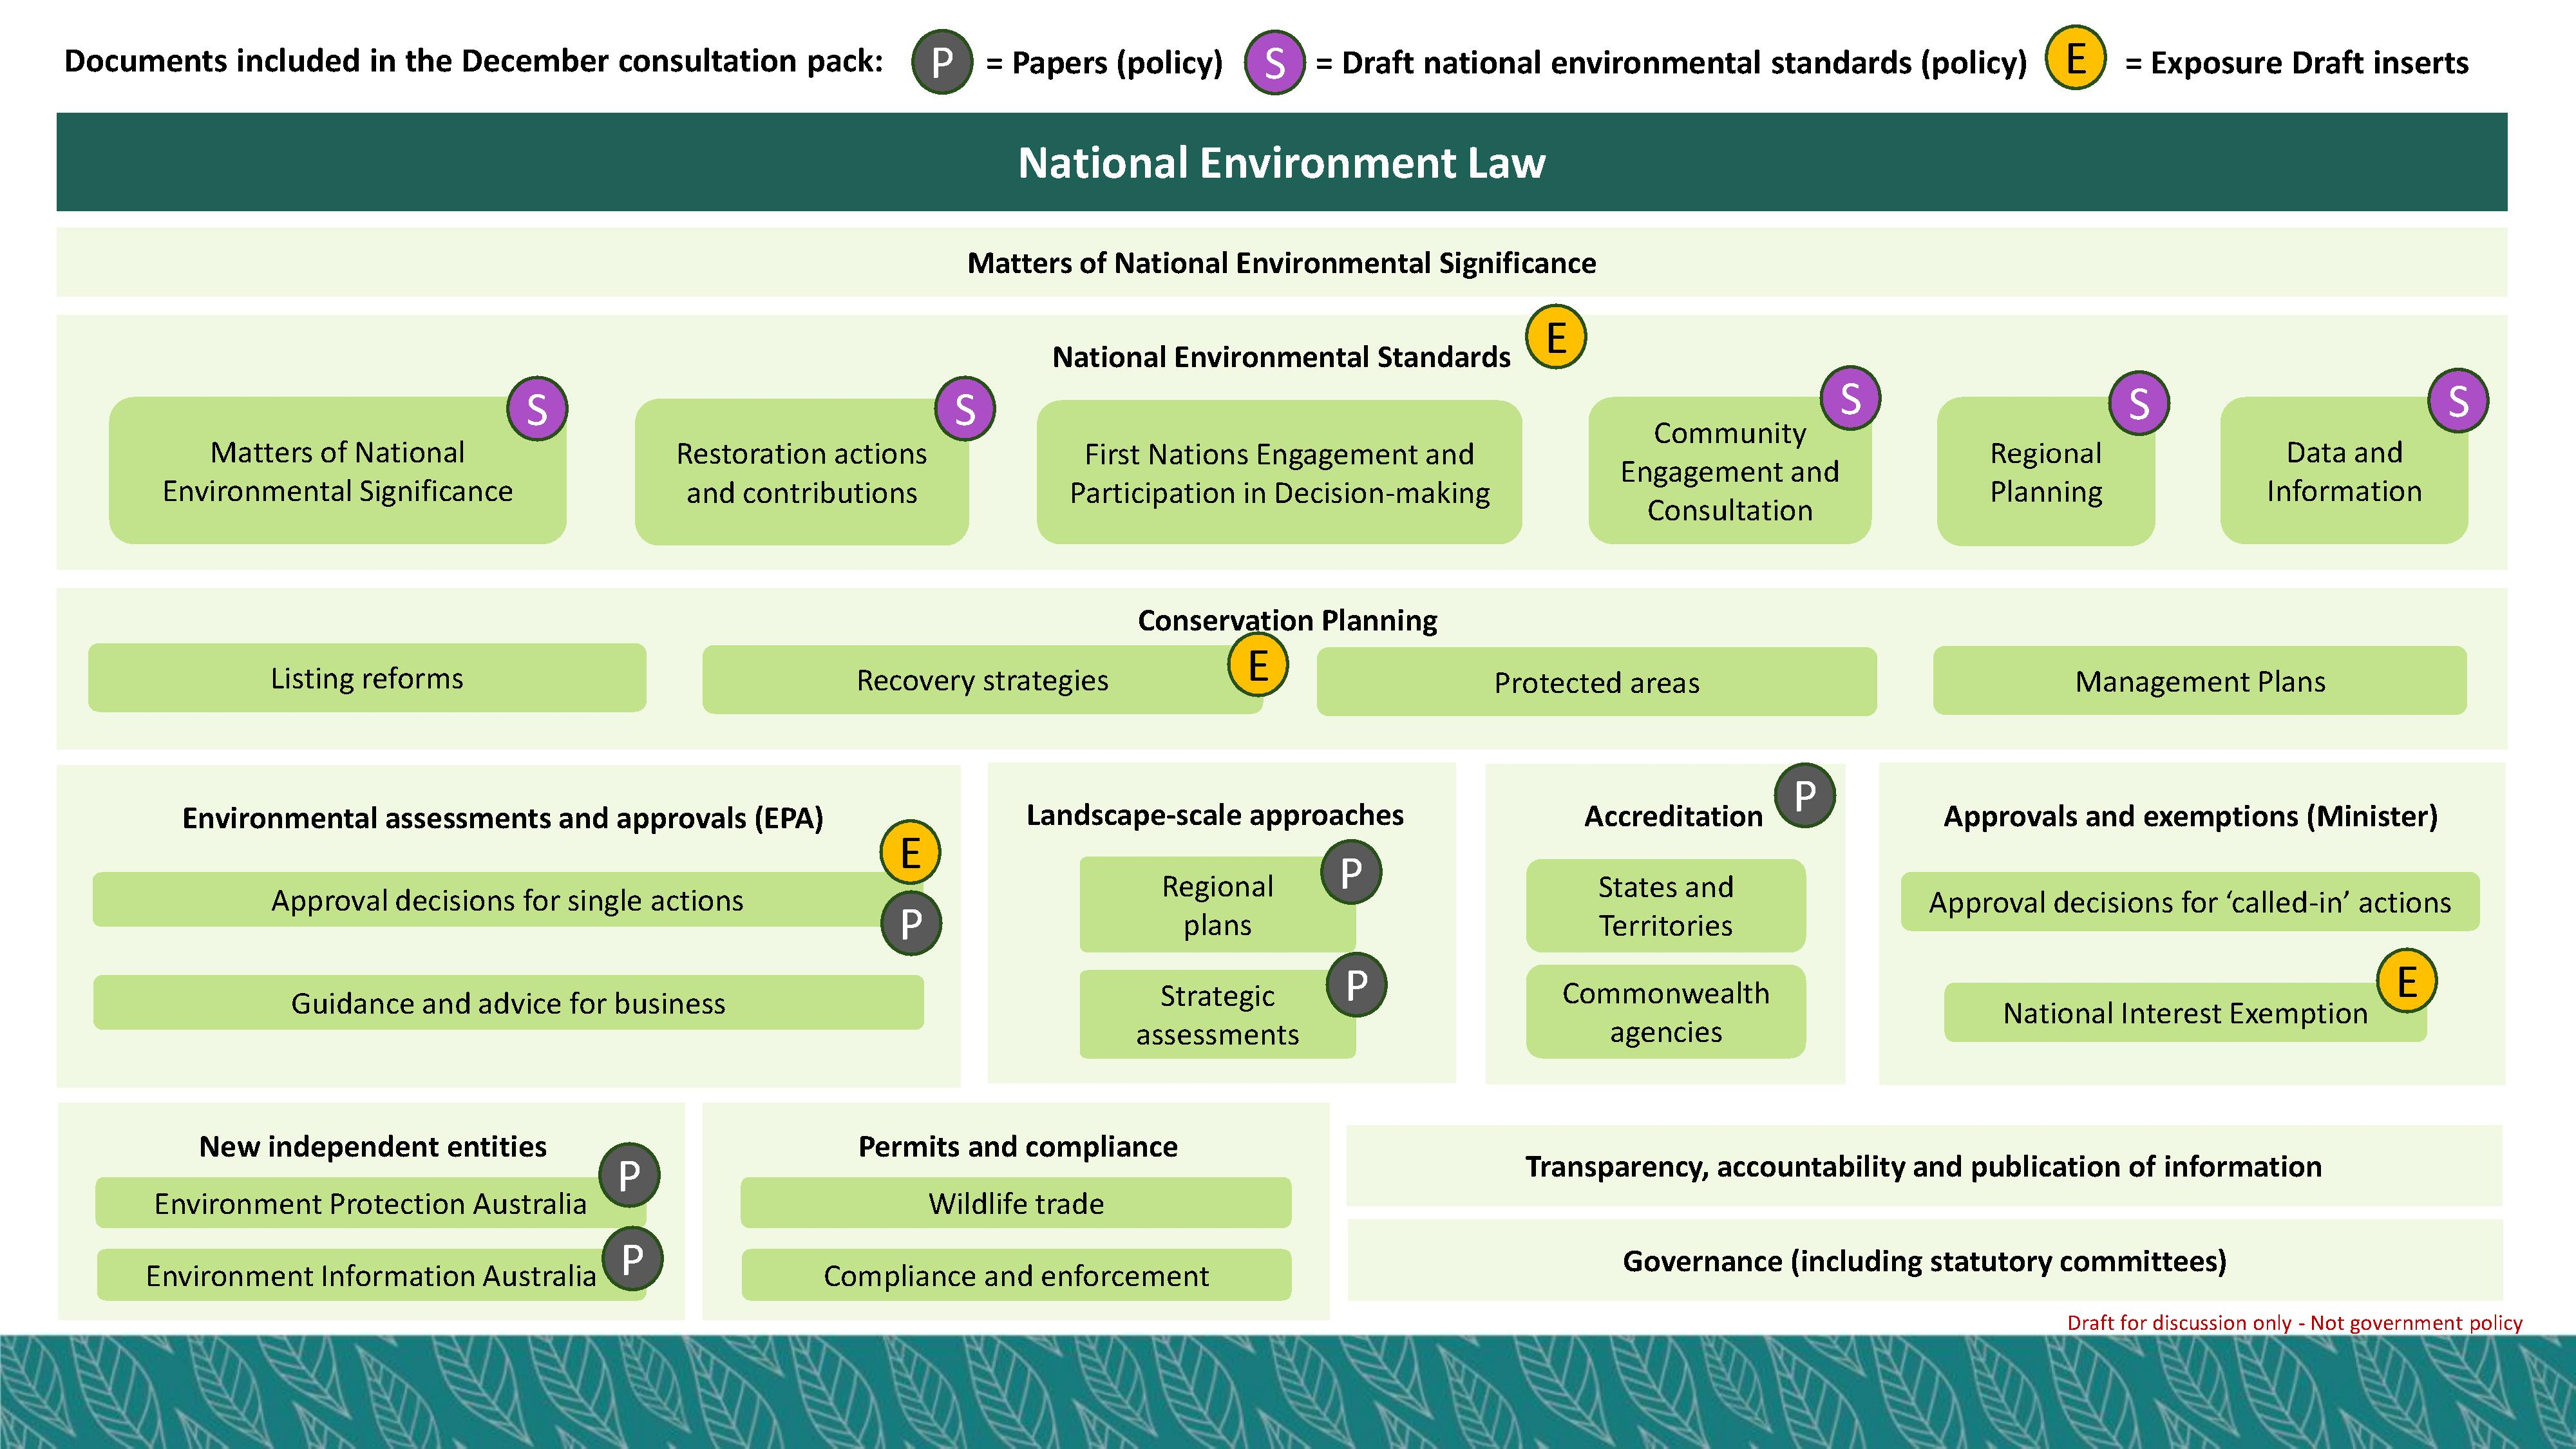 Documents included in the December consultation pack: P = Papers (policy) S = Draft national environmental standards (policy) E = Exposure Draft inserts
National Environment Law
Matters of National Environmental Significance
National Environmental Standards E
Matters of National
Environmental Significance
S
Restoration actions
and contributions
S
First Nations Engagement and
Participation in Decision-making
Community
Engagement and
Consultation
S
Regional
Planning
S
Data and
Information
S
Conservation Planning
Listing reforms
Recovery strategies
E
Protected areas
Management Plans
Environmental assessments and approvals (EPA)
E
Approval decisions for single actions
P
Guidance and advice for business
Landscape-scale approaches
Regional
plans
P
Strategic
assessments
P
Accreditation P
States and
Territories
Commonwealth
agencies
Approvals and exemptions (Minister)
Approval decisions for ‘called-in’ actions
National Interest Exemption
E
New independent entities
Environment Protection Australia
P
Environment Information Australia
P
Permits and compliance
Wildlife trade
Compliance and enforcement
Transparency, accountability and publication of information
Governance (including statutory committees)
Draft for discussion only - Not government policy